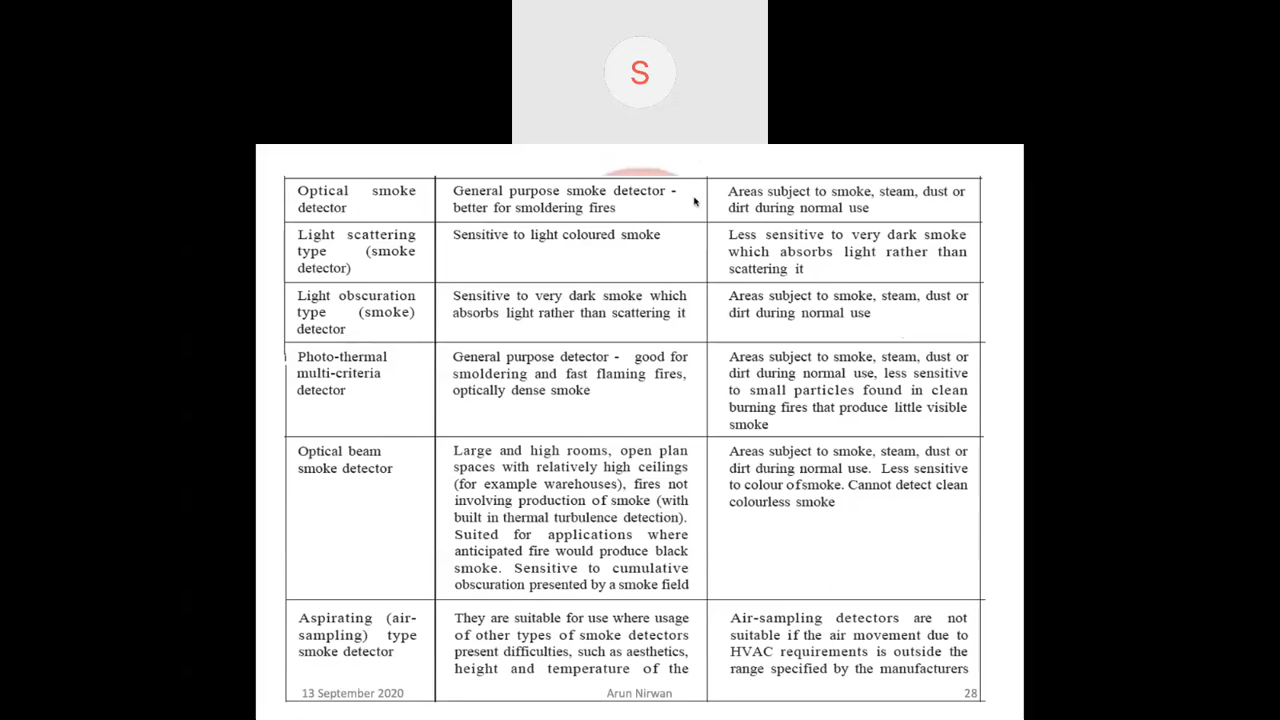 S
Optical smoke
detector
General purpose smoke detector -
better for smoldering fires
Areas subject to smoke, steam, dust or
dirt during normal use
Light scattering
type (smoke
detector)
Sensitive to light coloured smoke
Less sensitive to very dark smoke
which absorbs light rather than
scattering it
Light obscuration
type (smoke)
detector
Sensitive to very dark smoke which
absorbs light rather than scattering it
Areas subject to smoke, steam, dust or
dirt during normal use
Photo-thermal
multi-criteria
detector
General purpose detector - good for
smoldering and fast flaming fires,
optically dense smoke
Areas subject to smoke, steam, dust or
dirt during normal use, less sensitive
to small particles found in clean
burning fires that produce little visible
smoke
Optical beam
smoke detector
Large and high rooms, open plan
spaces with relatively high ceilings
(for example warehouses), fires not
involving production of smoke (with
built in thermal turbulence detection).
Suited for applications where
anticipated fire would produce black
smoke. Sensitive to cumulative
obscuration presented by a smoke field
Areas subject to smoke, steam, dust or
dirt during normal use. Less sensitive
to colour of smoke. Cannot detect clean
colourless smoke
Aspirating (air-
sampling) type
smoke detector
They are suitable for use where usage
of other types of smoke detectors
present difficulties, such as aesthetics,
height and temperature of the
Air-sampling detectors are not
suitable if the air movement due to
HVAC requirements is outside the
range specified by the manufacturers
13 September 2020
Arun Nirwan
28